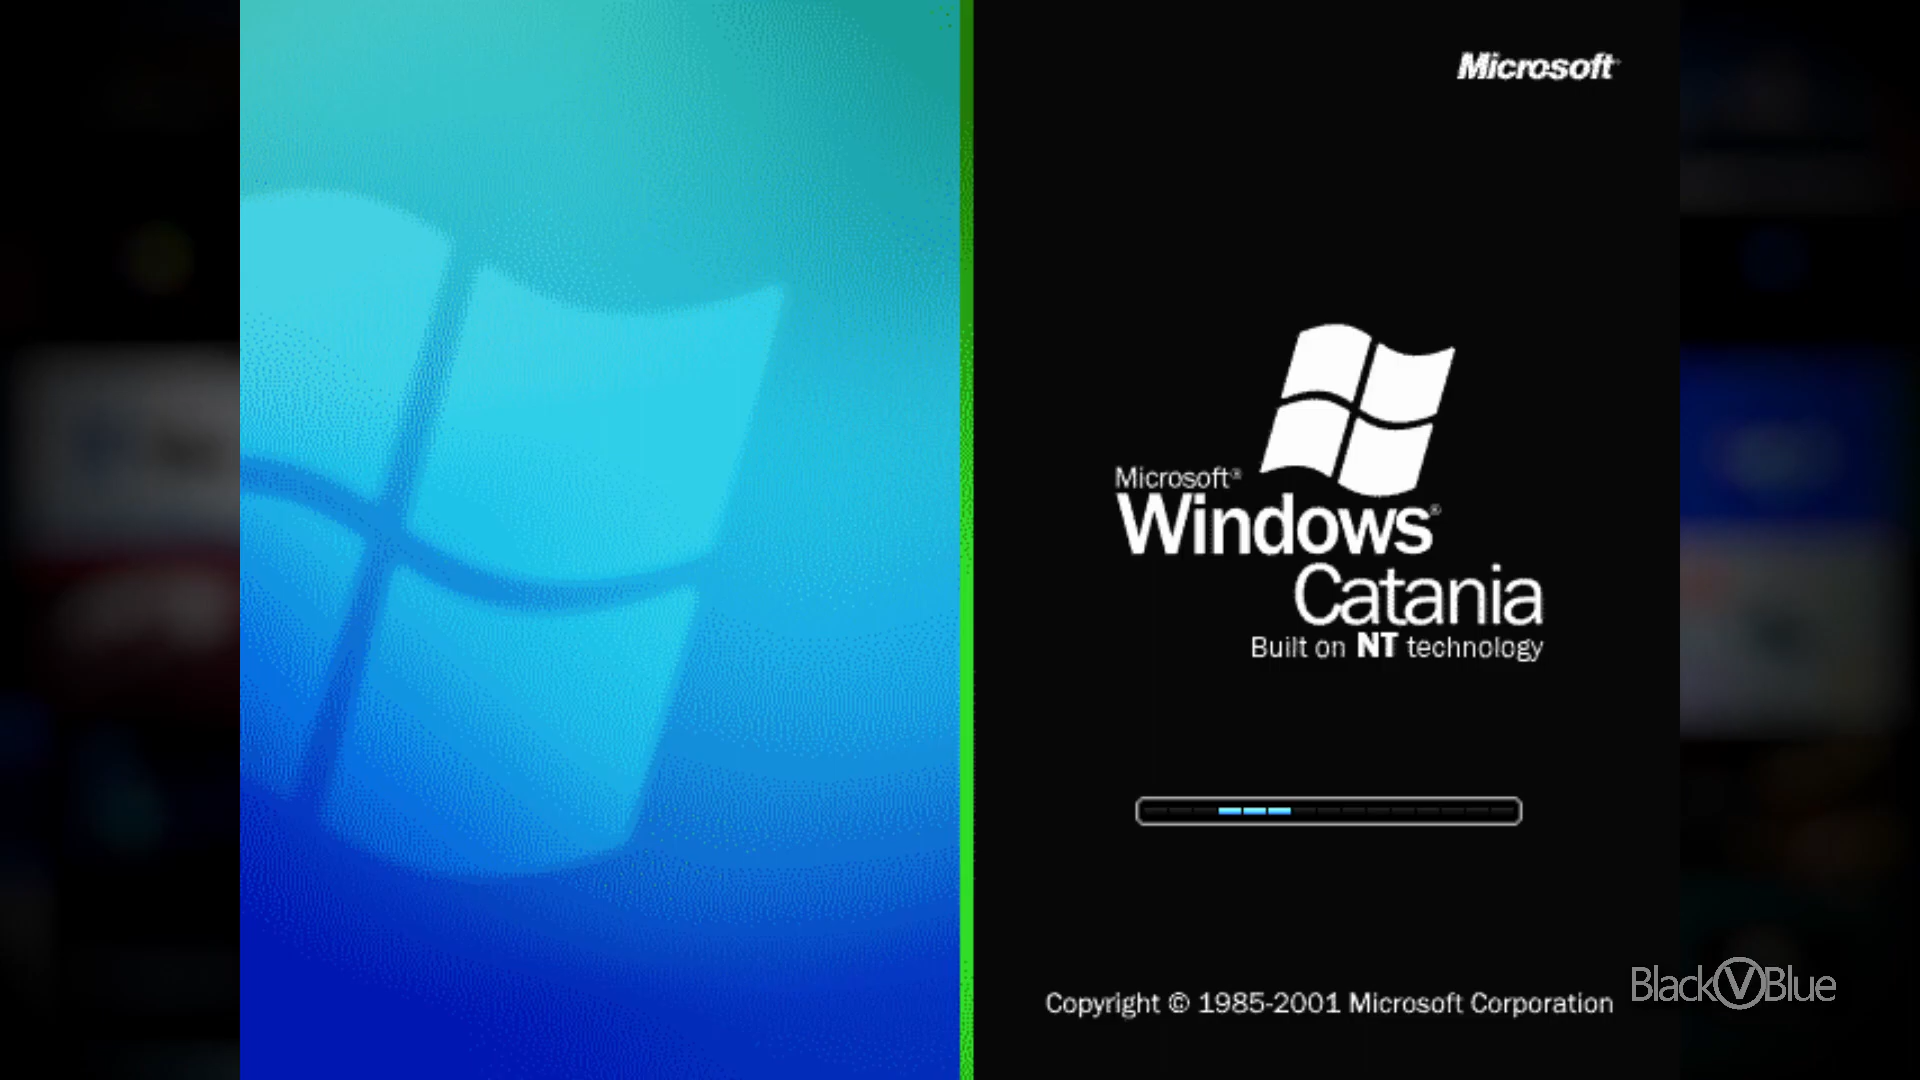 Microsoft
Microsoft®
Windows®
Catania
Built on NT technology
Copyright © 1985-2001 Microsoft Corporation
BlackVBlue